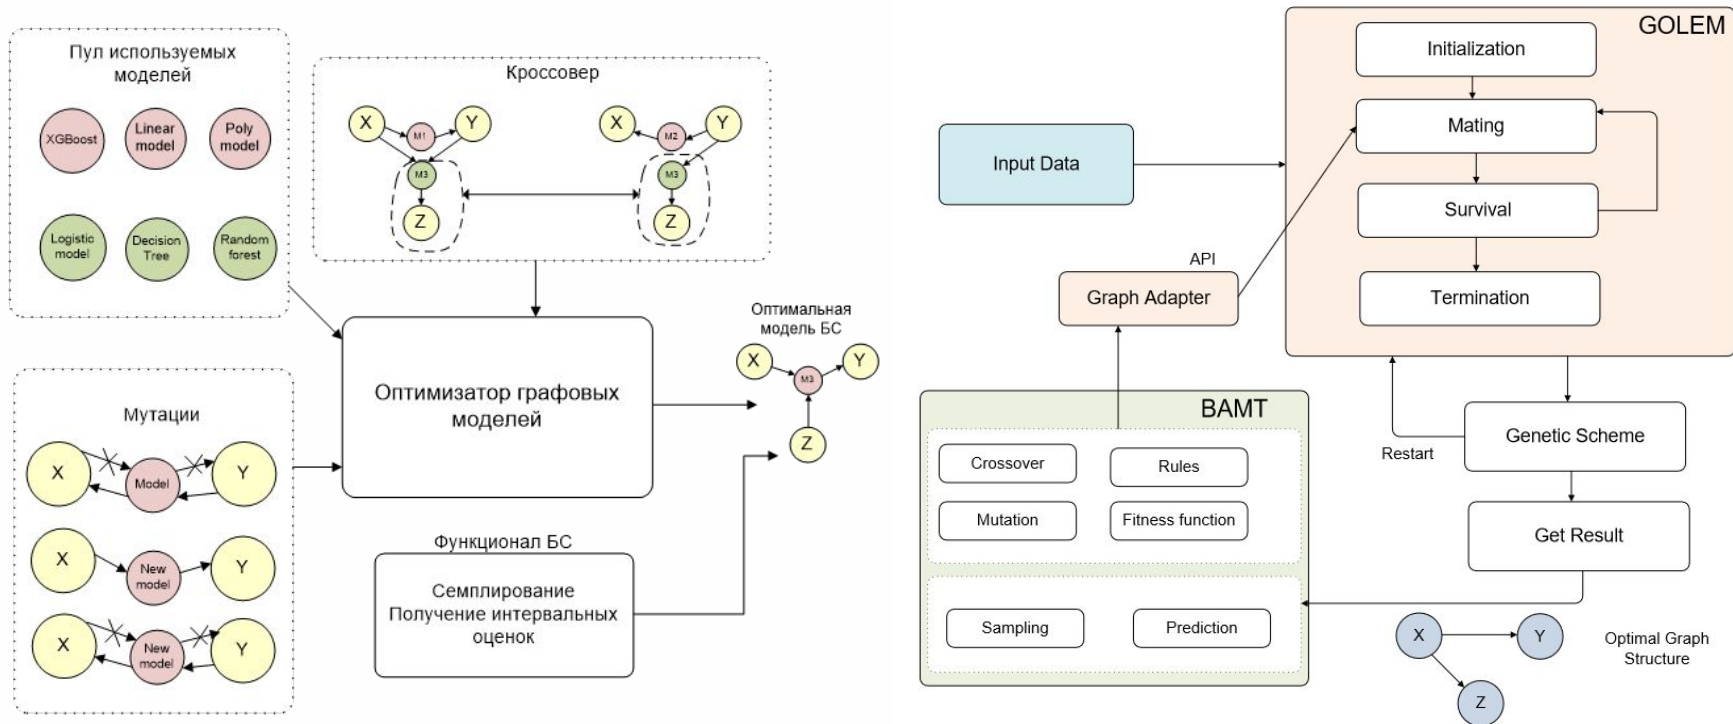 Пул используемых
моделей
XGBoost
Linear
model
Poly
model
Logistic
model
Decision
Tree
Random
forest
Кроссовер
X
M1
Y
M3
Z
X
M2
Y
M3
Z
Мутации
X
Model
Y
X
New
model
Y
X
New
model
Y
Оптимизатор графовых
моделей
Оптимальная
модель БС
X
M3
Y
Z
Функционал БС
Семплирование
Получение интервальных
оценок
GOLEM
Initialization
Mating
Survival
Termination
Input Data
API
Graph Adapter
BAMT
Crossover
Rules
Mutation
Fitness function
Sampling
Prediction
Restart
Genetic Scheme
Get Result
X
Y
Z
Optimal Graph
Structure